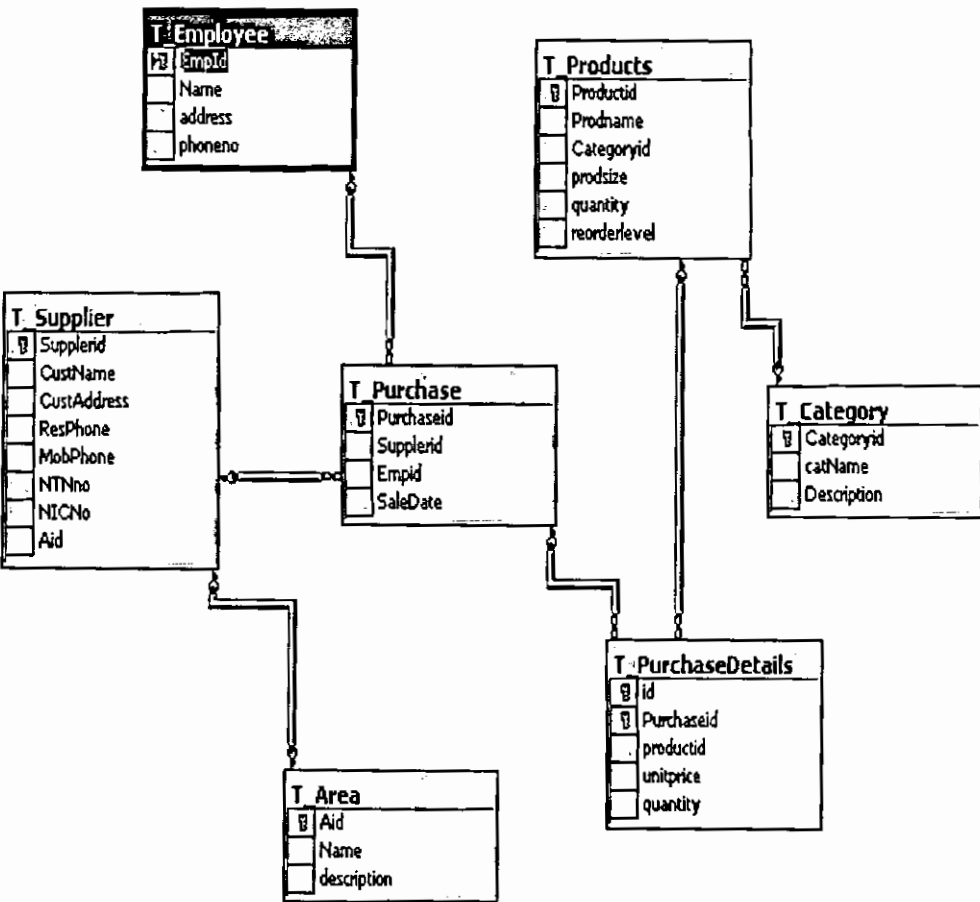 T_Employee
EmpId
Name
address
phoneno
T_Products
Productid
Prodname
Categoryid
prodsize
quantity
reorderlevel
T_Supplier
Supplerid
CustName
CustAddress
ResPhone
MobPhone
NTNno
NICNo
Aid
T_Purchase
Purchaseid
Supplerid
Empid
SaleDate
T_Category
Categoryid
catName
Description
T_PurchaseDetails
id
Purchaseid
productid
unitprice
quantity
T_Area
Aid
Name
description